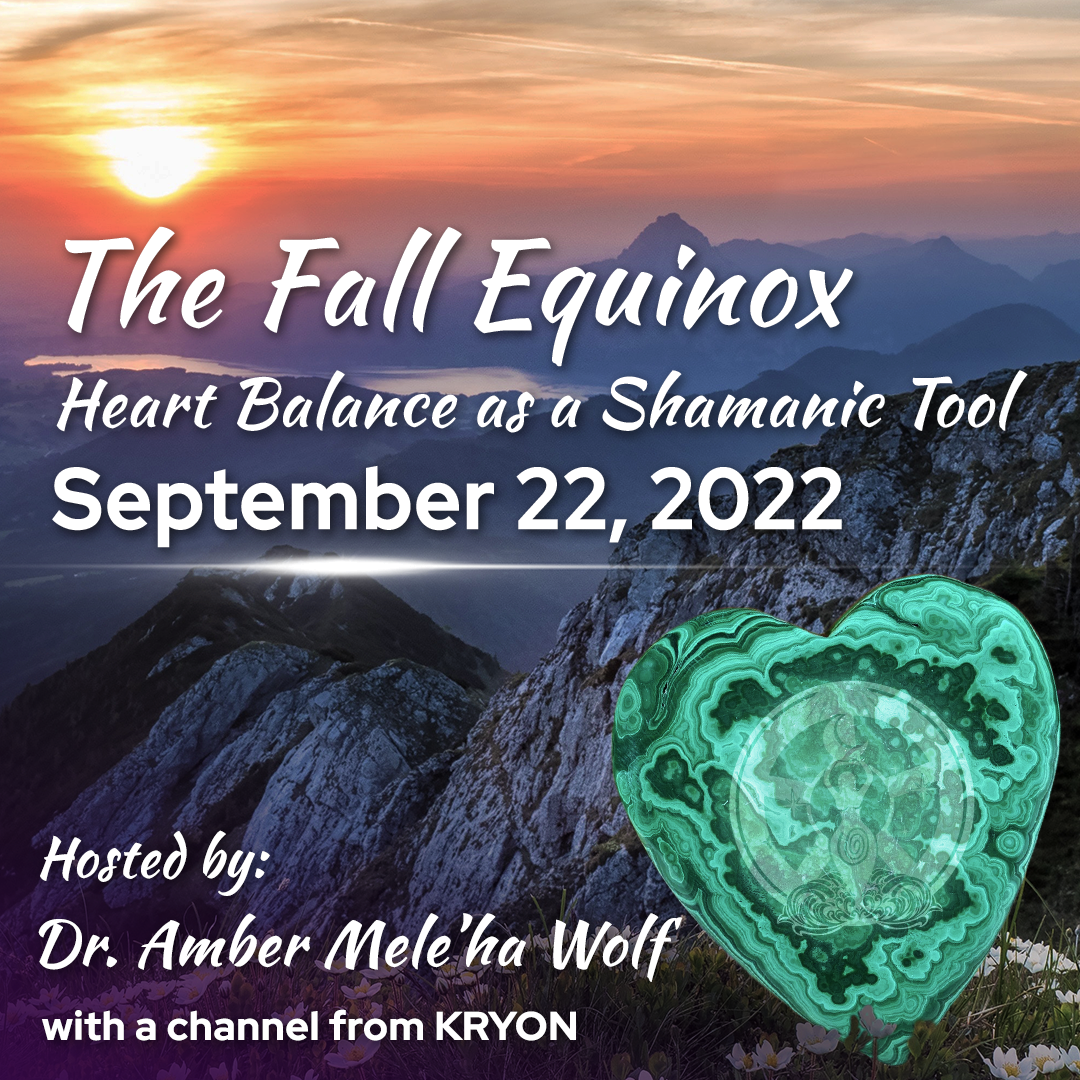 The Fall Equinox
Heart Balance as a Shamanic Tool
September 22, 2022
Hosted by:
Dr. Amber Mele'ha Wolf
with a channel from KRYON